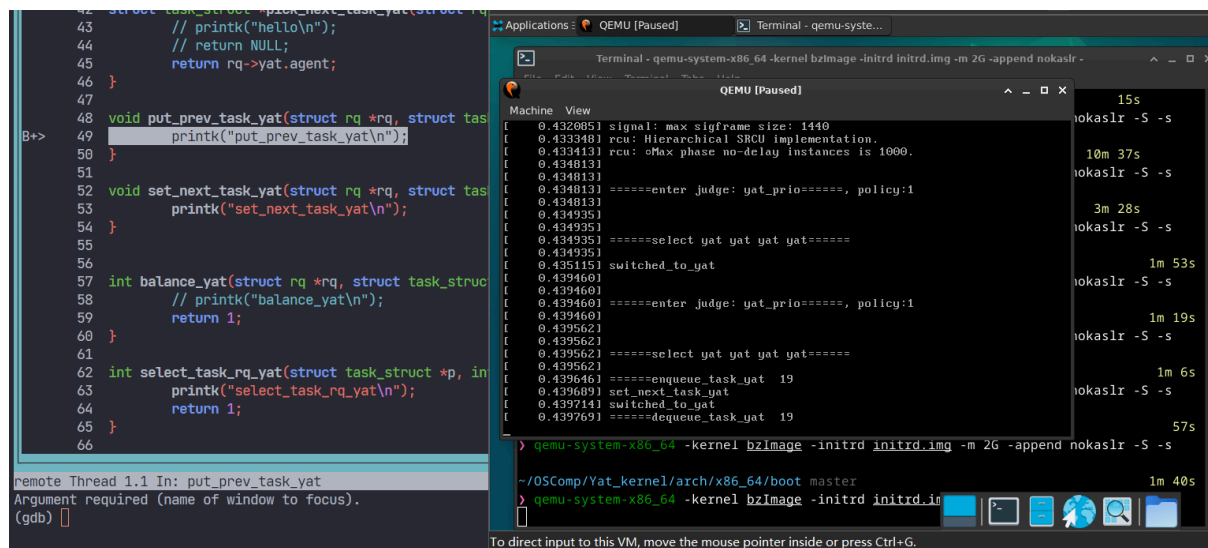 42 struct task_struct *pick_next_task_yat(struct rq
43 // printk("hello\n");
44 // return NULL;
45 return rq->yat.agent;
46 }
47
48 void put_prev_task_yat(struct rq *rq, struct tas
B+> 49 printk("put_prev_task_yat\n");
50 }
51
52 void set_next_task_yat(struct rq *rq, struct tas
53 printk("set_next_task_yat\n");
54 }
55
56
57 int balance_yat(struct rq *rq, struct task_struc
58 // printk("balance_yat\n");
59 return 1;
60 }
61
62 int select_task_rq_yat(struct task_struct *p, in
63 printk("select_task_rq_yat\n");
64 return 1;
65 }
66
remote Thread 1.1 In: put_prev_task_yat
Argument required (name of window to focus).
(gdb)
Applications : QEMU [Paused] Terminal - qemu-syste...
Terminal - qemu-system-x86_64 -kernel bzImage -initrd initrd.img -m 2G -append nokaslr -
File Edit View Terminal Tabs Help
QEMU [Paused]
Machine View
[ 0.432085] signal: max sigframe size: 1440
[ 0.433348] rcu: Hierarchical SRCU implementation.
[ 0.433413] rcu: oMax phase no-delay instances is 1000.
[ 0.434813]
[ 0.434813] ======enter judge: yat_prio======, policy:1
[ 0.434813]
[ 0.434935]
[ 0.434935]
[ 0.434935] ======select yat yat yat yat======
[ 0.434935]
[ 0.435115] switched_to_yat
[ 0.439460]
[ 0.439460]
[ 0.439460] ======enter judge: yat_prio======, policy:1
[ 0.439460]
[ 0.439562]
[ 0.439562]
[ 0.439562] ======select yat yat yat yat======
[ 0.439562]
[ 0.439646] ======enqueue_task_yat 19
[ 0.439689] set_next_task_yat
[ 0.439714] switched_to_yat
[ 0.439769] ======dequeue_task_yat 19
15s
nokaslr -S -s
10m 37s
nokaslr -S -s
3m 28s
nokaslr -S -s
1m 53s
nokaslr -S -s
1m 19s
nokaslr -S -s
1m 6s
nokaslr -S -s
57s
❯ qemu-system-x86_64 -kernel bzImage -initrd initrd.img -m 2G -append nokaslr -S -s
~/OSComp/Yat_kernel/arch/x86_64/boot master 1m 40s
❯ qemu-system-x86_64 -kernel bzImage -initrd initrd.in
To direct input to this VM, move the mouse pointer inside or press Ctrl+G.